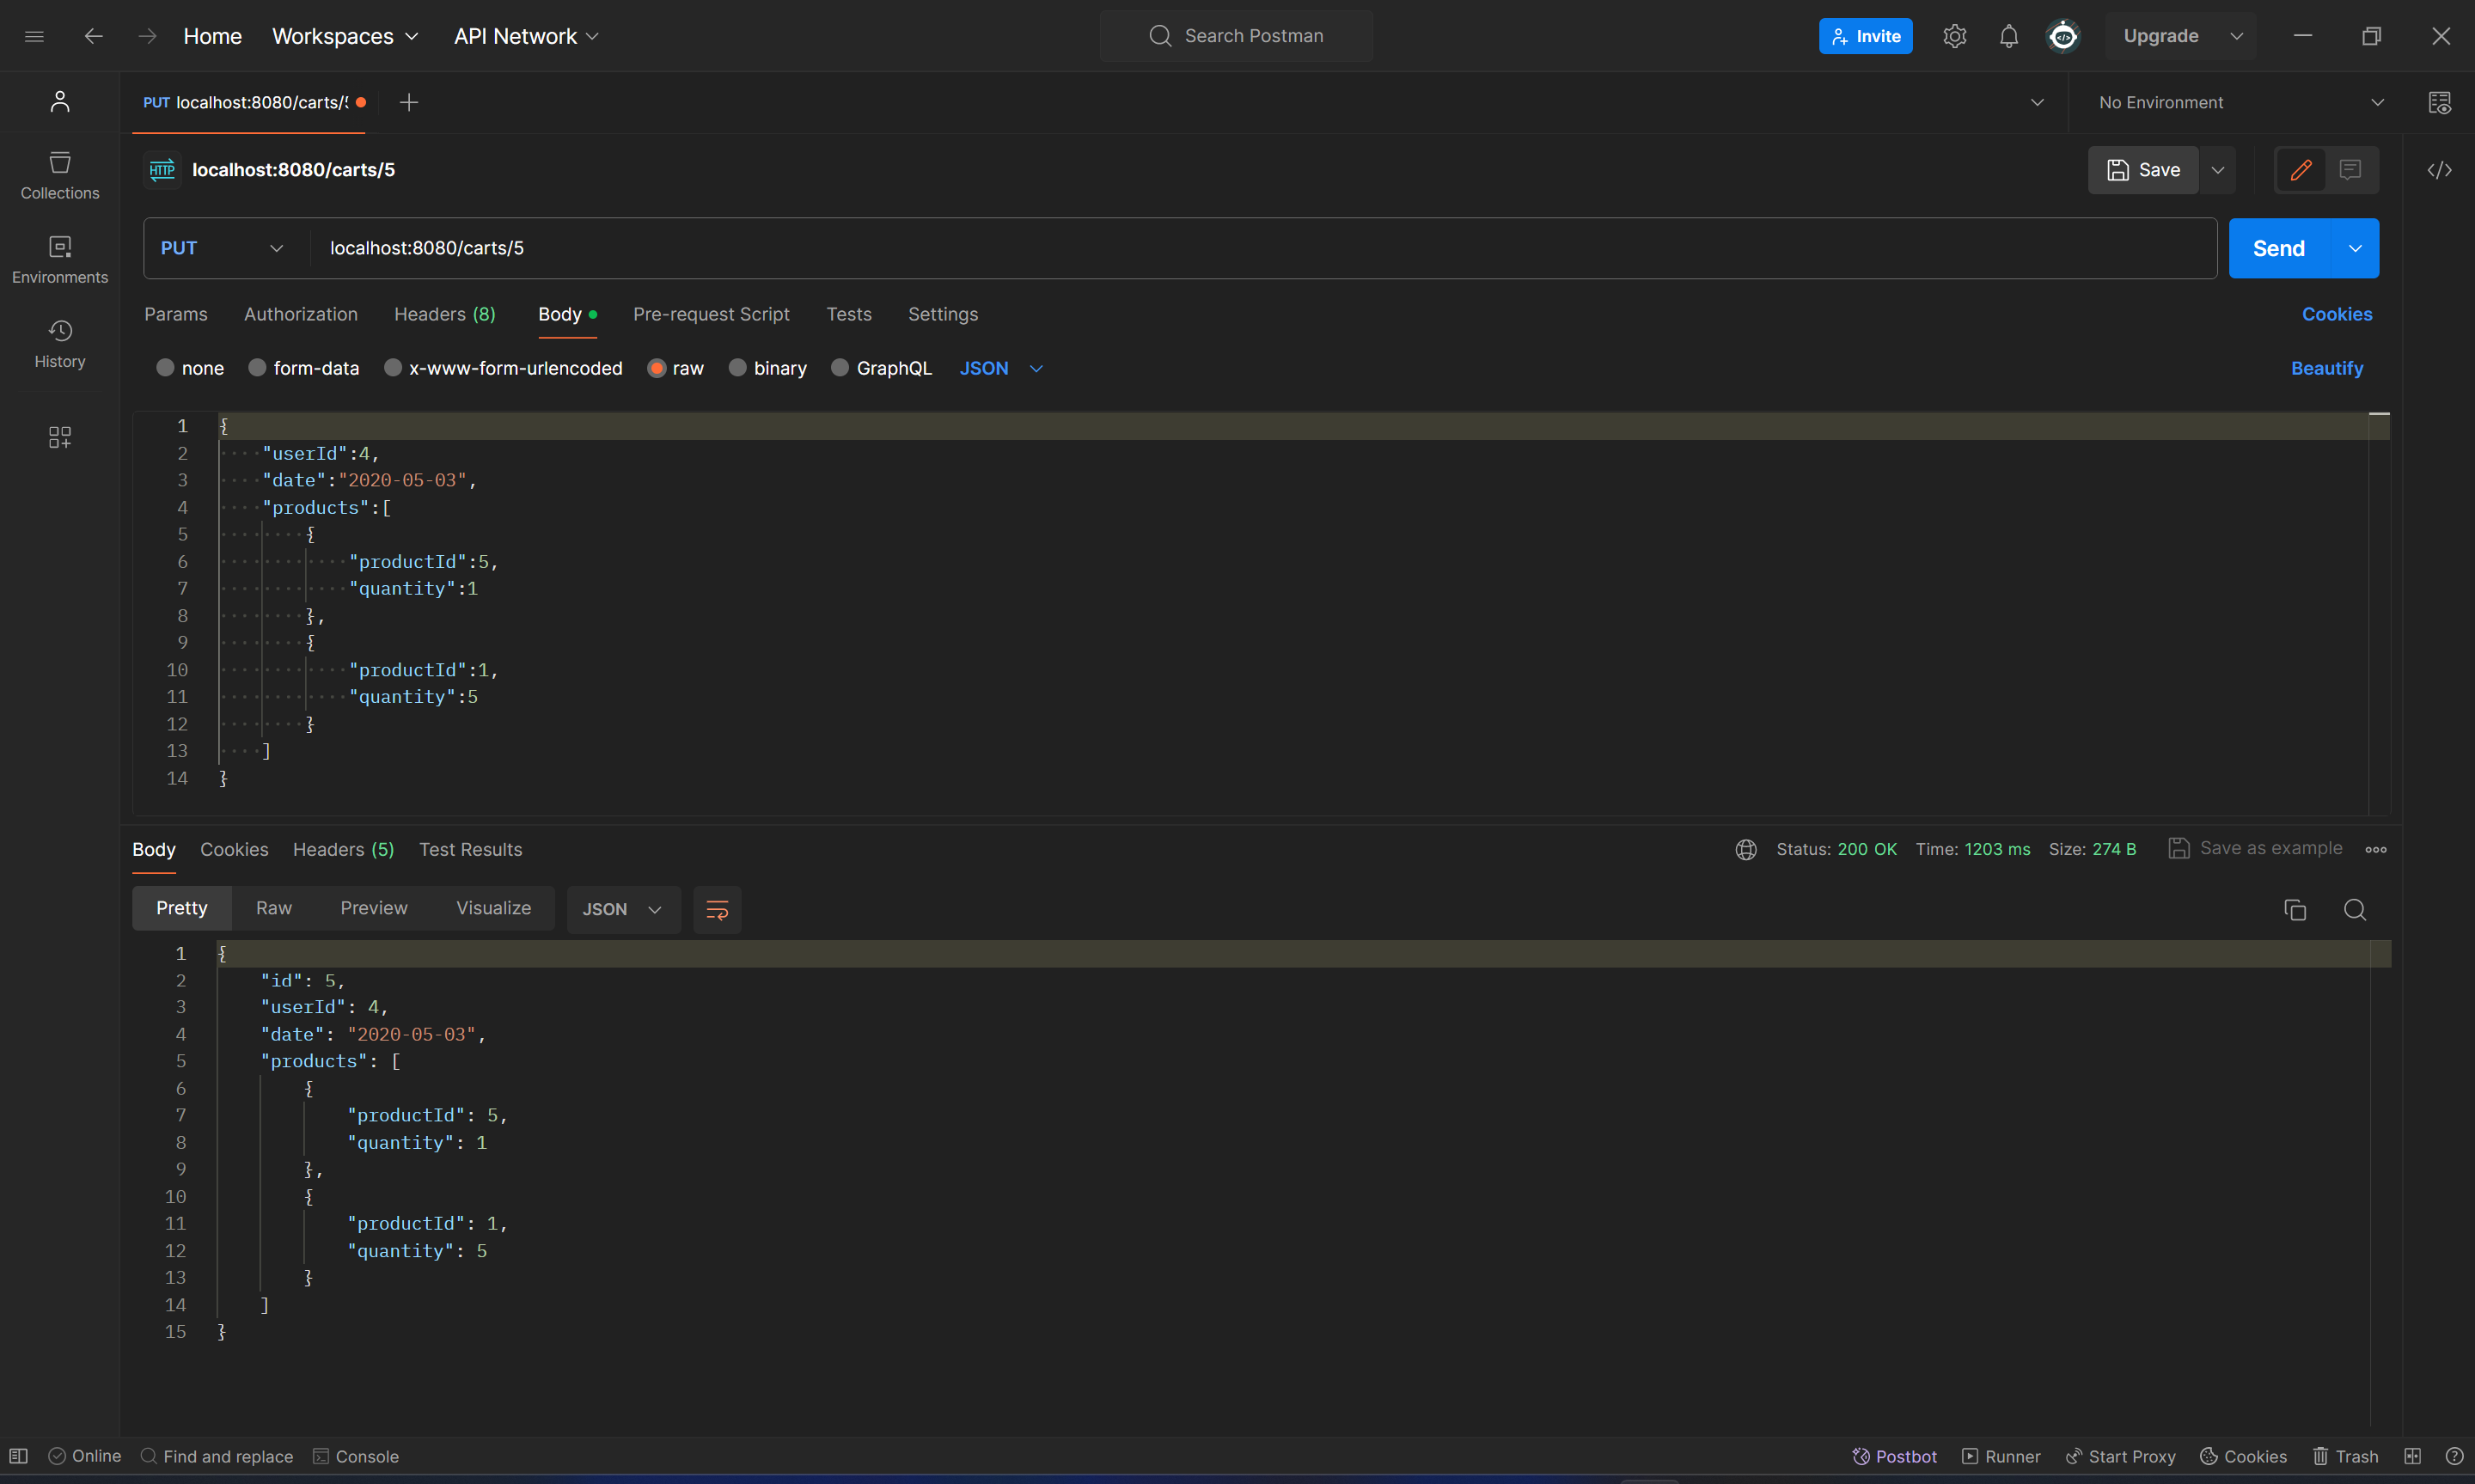 Home Workspaces API Network Search Postman Invite Upgrade
PUT localhost:8080/carts/5 No Environment
HTTP localhost:8080/carts/5 Save
Collections
PUT localhost:8080/carts/5 Send
Environments
Params Authorization Headers (8) Body Pre-request Script Tests Settings Cookies
History
none form-data x-www-form-urlencoded raw binary GraphQL JSON Beautify
1 {
2 "userId":4,
3 "date":"2020-05-03",
4 "products":[
5 {
6 "productId":5,
7 "quantity":1
8 },
9 {
10 "productId":1,
11 "quantity":5
12 }
13 ]
14 }
Body Cookies Headers (5) Test Results Status: 200 OK Time: 1203 ms Size: 274 B Save as example
Pretty Raw Preview Visualize JSON
1 {
2 "id": 5,
3 "userId": 4,
4 "date": "2020-05-03",
5 "products": [
6 {
7 "productId": 5,
8 "quantity": 1
9 },
10 {
11 "productId": 1,
12 "quantity": 5
13 }
14 ]
15 }
Online Find and replace Console Postbot Runner Start Proxy Cookies Trash